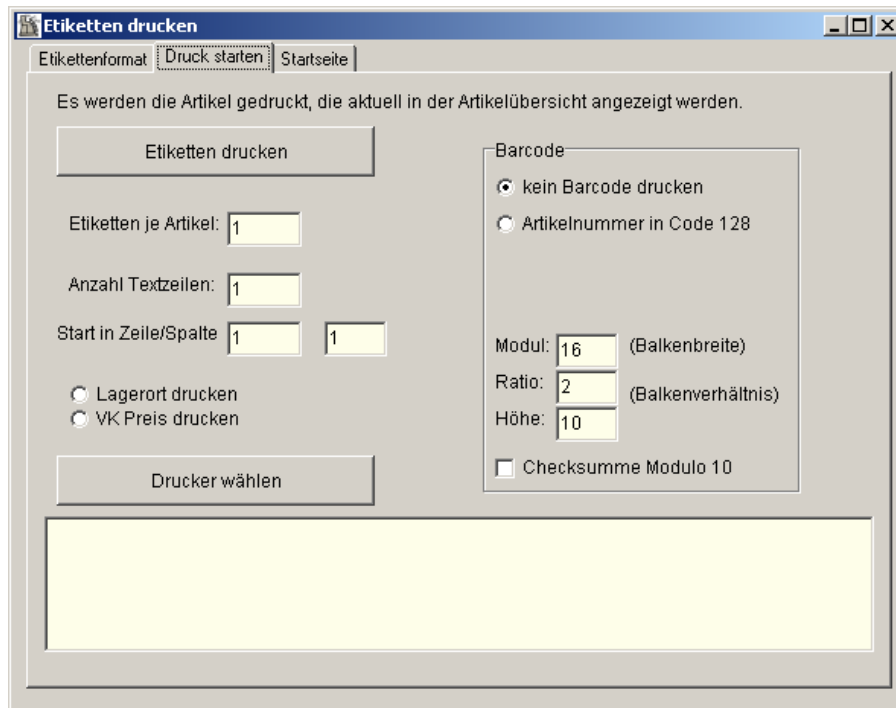 Etiketten drucken
Etikettenformat Druck starten Startseite
Es werden die Artikel gedruckt, die aktuell in der Artikelübersicht angezeigt werden.
Etiketten drucken
Etiketten je Artikel: 1
Anzahl Textzeilen: 1
Start in Zeile/Spalte 1 1
Lagerort drucken
VK Preis drucken
Drucker wählen
Barcode
kein Barcode drucken
Artikelnummer in Code 128
Modul: 16 (Balkenbreite)
Ratio: 2 (Balkenverhältnis)
Höhe: 10
Checksumme Modulo 10